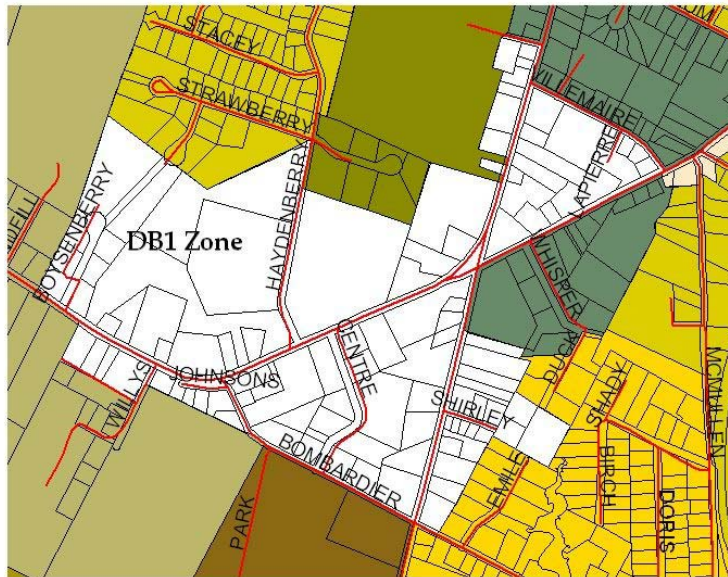 STACEY
VILLEMAIRE
STRAWBERRY
LAPIERRE
HAYDENBERRY
BOYSENBERRY
DB1 Zone
WHISPER
DUCK
CENTRE
JOHNSONS
WILLYS
SHADY
MCMULLEN
SHIRLEY
BOMBARDIER
EMILE
BIRCH
DORIS
PARK